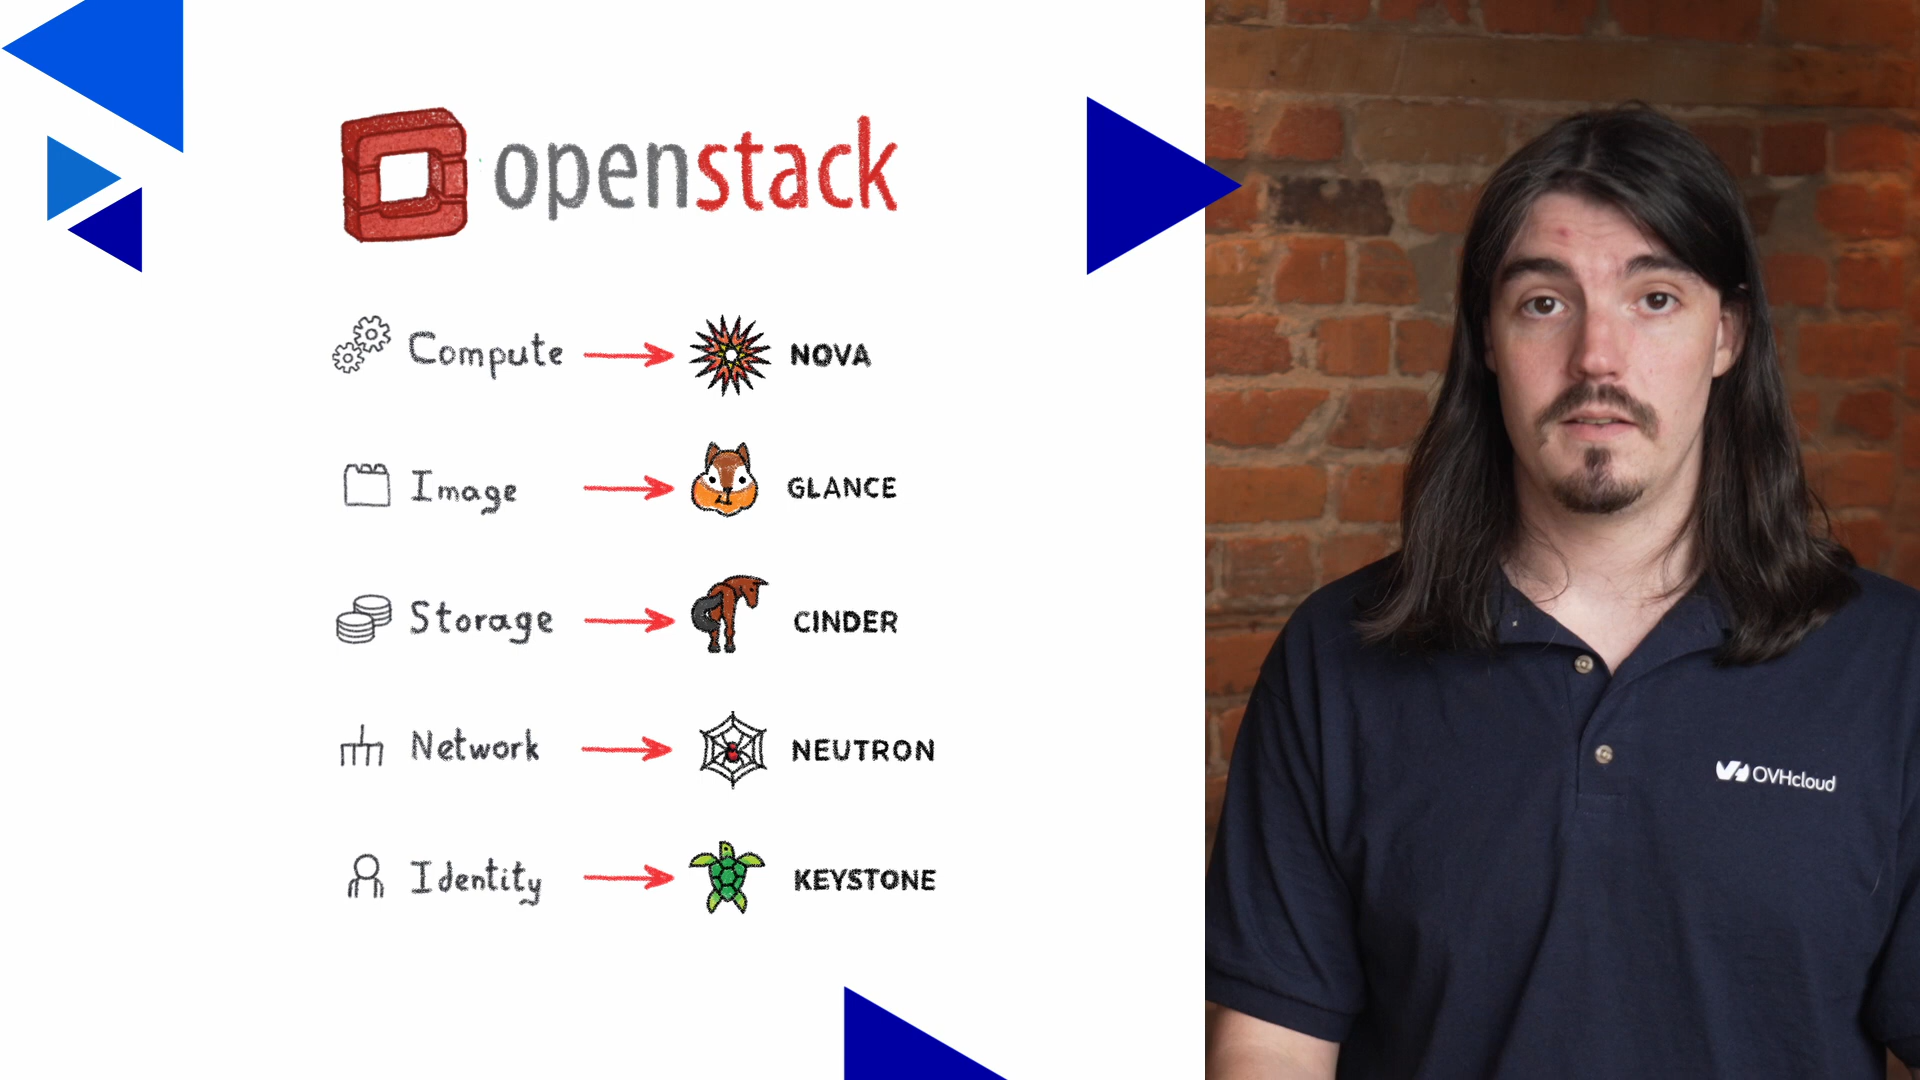 openstack
Compute NOVA
Image GLANCE
Storage CINDER
Network NEUTRON
Identity KEYSTONE
OVHcloud